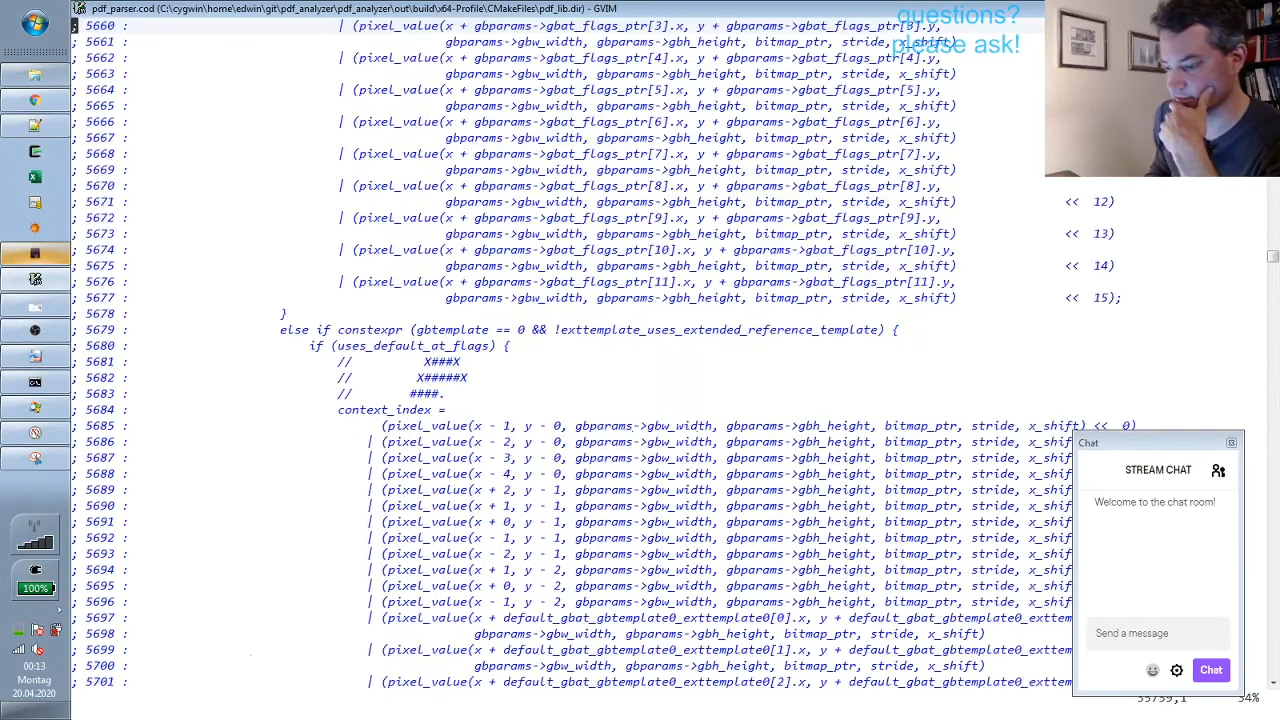 pdf_parser.cod (C:\cygwin\home\edwin\git\pdf_analyzer\pdf_analyzer\out\build\x64-Profile\CMakeFiles\pdf_lib.dir) - GVIM
questions?
please ask!
; 5660 : | (pixel_value(x + gbparams->gbat_flags_ptr[3].x, y + gbparams->gbat_flags_ptr[3].y,
; 5661 : gbparams->gbw_width, gbparams->gbh_height, bitmap_ptr, stride, x_shift)
; 5662 : | (pixel_value(x + gbparams->gbat_flags_ptr[4].x, y + gbparams->gbat_flags_ptr[4].y,
; 5663 : gbparams->gbw_width, gbparams->gbh_height, bitmap_ptr, stride, x_shift)
; 5664 : | (pixel_value(x + gbparams->gbat_flags_ptr[5].x, y + gbparams->gbat_flags_ptr[5].y,
; 5665 : gbparams->gbw_width, gbparams->gbh_height, bitmap_ptr, stride, x_shift)
; 5666 : | (pixel_value(x + gbparams->gbat_flags_ptr[6].x, y + gbparams->gbat_flags_ptr[6].y,
; 5667 : gbparams->gbw_width, gbparams->gbh_height, bitmap_ptr, stride, x_shift)
; 5668 : | (pixel_value(x + gbparams->gbat_flags_ptr[7].x, y + gbparams->gbat_flags_ptr[7].y,
; 5669 : gbparams->gbw_width, gbparams->gbh_height, bitmap_ptr, stride, x_shift)
; 5670 : | (pixel_value(x + gbparams->gbat_flags_ptr[8].x, y + gbparams->gbat_flags_ptr[8].y,
; 5671 : gbparams->gbw_width, gbparams->gbh_height, bitmap_ptr, stride, x_shift) << 12)
; 5672 : | (pixel_value(x + gbparams->gbat_flags_ptr[9].x, y + gbparams->gbat_flags_ptr[9].y,
; 5673 : gbparams->gbw_width, gbparams->gbh_height, bitmap_ptr, stride, x_shift) << 13)
; 5674 : | (pixel_value(x + gbparams->gbat_flags_ptr[10].x, y + gbparams->gbat_flags_ptr[10].y,
; 5675 : gbparams->gbw_width, gbparams->gbh_height, bitmap_ptr, stride, x_shift) << 14)
; 5676 : | (pixel_value(x + gbparams->gbat_flags_ptr[11].x, y + gbparams->gbat_flags_ptr[11].y,
; 5677 : gbparams->gbw_width, gbparams->gbh_height, bitmap_ptr, stride, x_shift) << 15);
; 5678 : }
; 5679 : else if constexpr (gbtemplate == 0 && !exttemplate_uses_extended_reference_template) {
; 5680 : if (uses_default_at_flags) {
; 5681 : // X###X
; 5682 : // X#####X
; 5683 : // ####.
; 5684 : context_index =
; 5685 : (pixel_value(x - 1, y - 0, gbparams->gbw_width, gbparams->gbh_height, bitmap_ptr, stride, x_shift) << 0)
; 5686 : | (pixel_value(x - 2, y - 0, gbparams->gbw_width, gbparams->gbh_height, bitmap_ptr, stride, x_shif
; 5687 : | (pixel_value(x - 3, y - 0, gbparams->gbw_width, gbparams->gbh_height, bitmap_ptr, stride, x_shif
; 5688 : | (pixel_value(x - 4, y - 0, gbparams->gbw_width, gbparams->gbh_height, bitmap_ptr, stride, x_shif
; 5689 : | (pixel_value(x + 2, y - 1, gbparams->gbw_width, gbparams->gbh_height, bitmap_ptr, stride, x_shif
; 5690 : | (pixel_value(x + 1, y - 1, gbparams->gbw_width, gbparams->gbh_height, bitmap_ptr, stride, x_shif
; 5691 : | (pixel_value(x + 0, y - 1, gbparams->gbw_width, gbparams->gbh_height, bitmap_ptr, stride, x_shif
; 5692 : | (pixel_value(x - 1, y - 1, gbparams->gbw_width, gbparams->gbh_height, bitmap_ptr, stride, x_shif
; 5693 : | (pixel_value(x - 2, y - 1, gbparams->gbw_width, gbparams->gbh_height, bitmap_ptr, stride, x_shif
; 5694 : | (pixel_value(x + 1, y - 2, gbparams->gbw_width, gbparams->gbh_height, bitmap_ptr, stride, x_shif
; 5695 : | (pixel_value(x + 0, y - 2, gbparams->gbw_width, gbparams->gbh_height, bitmap_ptr, stride, x_shif
; 5696 : | (pixel_value(x - 1, y - 2, gbparams->gbw_width, gbparams->gbh_height, bitmap_ptr, stride, x_shif
; 5697 : | (pixel_value(x + default_gbat_gbtemplate0_exttemplate0[0].x, y + default_gbat_gbtemplate0_exttem
; 5698 : gbparams->gbw_width, gbparams->gbh_height, bitmap_ptr, stride, x_shift)
; 5699 : | (pixel_value(x + default_gbat_gbtemplate0_exttemplate0[1].x, y + default_gbat_gbtemplate0_exttem
; 5700 : gbparams->gbw_width, gbparams->gbh_height, bitmap_ptr, stride, x_shift)
; 5701 : | (pixel_value(x + default_gbat_gbtemplate0_exttemplate0[2].x, y + default_gbat_gbtemplate0_exttem
34%
Chat
STREAM CHAT
Welcome to the chat room!
Send a message
Chat
100%
00:13
Montag
20.04.2020